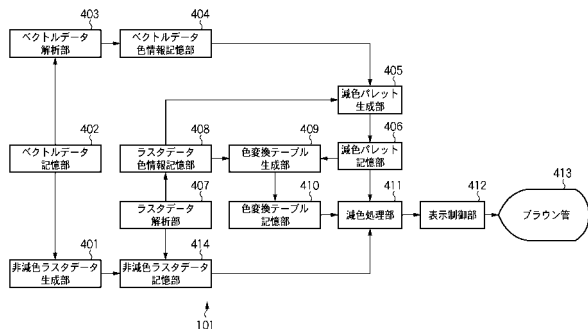 403
ベクトルデータ
解析部
404
ベクトルデータ
色情報記憶部
405
減色パレット
生成部
402
ベクトルデータ
記憶部
408
ラスタデータ
色情報記憶部
409
色変換テーブル
生成部
406
減色パレット
記憶部
407
ラスタデータ
解析部
410
色変換テーブル
記憶部
411
減色処理部
412
表示制御部
413
ブラウン管
401
非減色ラスタデータ
生成部
414
非減色ラスタデータ
記憶部
101